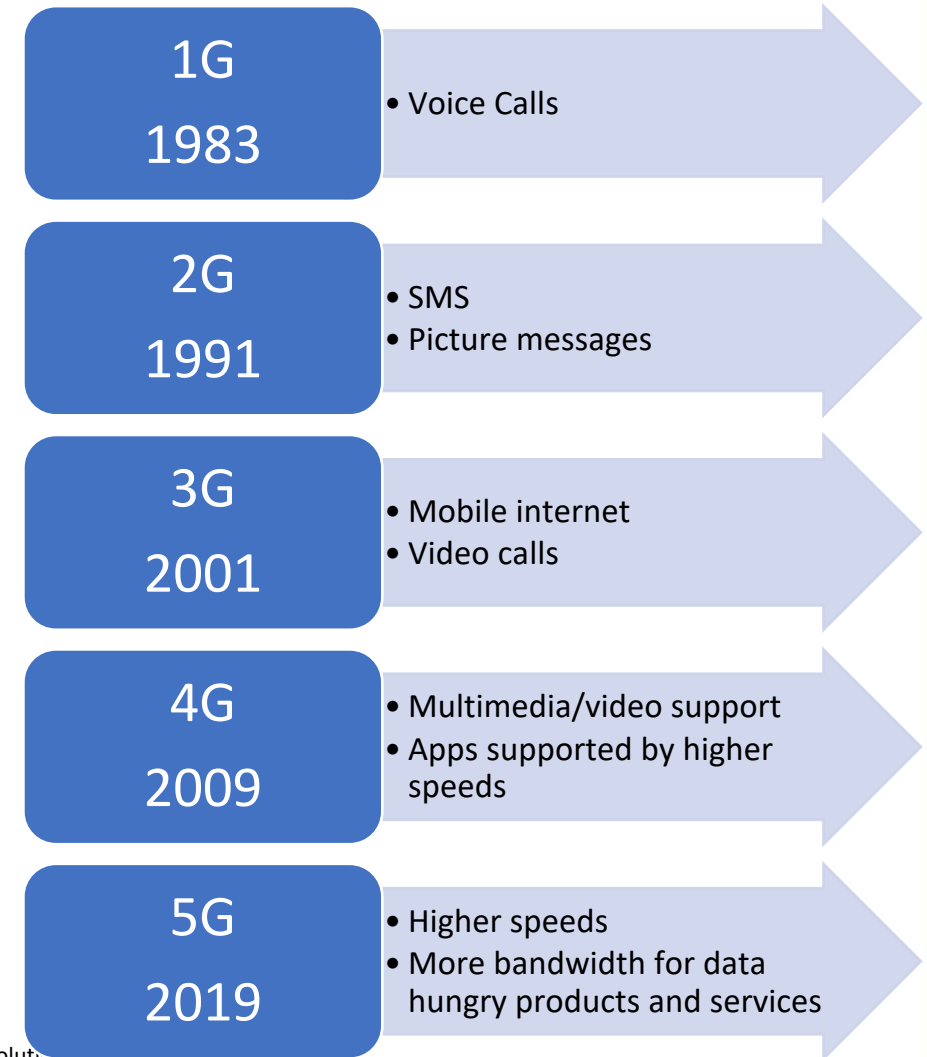 1G
1983
• Voice Calls
2G
1991
• SMS
• Picture messages
3G
2001
• Mobile internet
• Video calls
4G
2009
• Multimedia/video support
• Apps supported by higher
speeds
5G
2019
• Higher speeds
• More bandwidth for data
hungry products and services